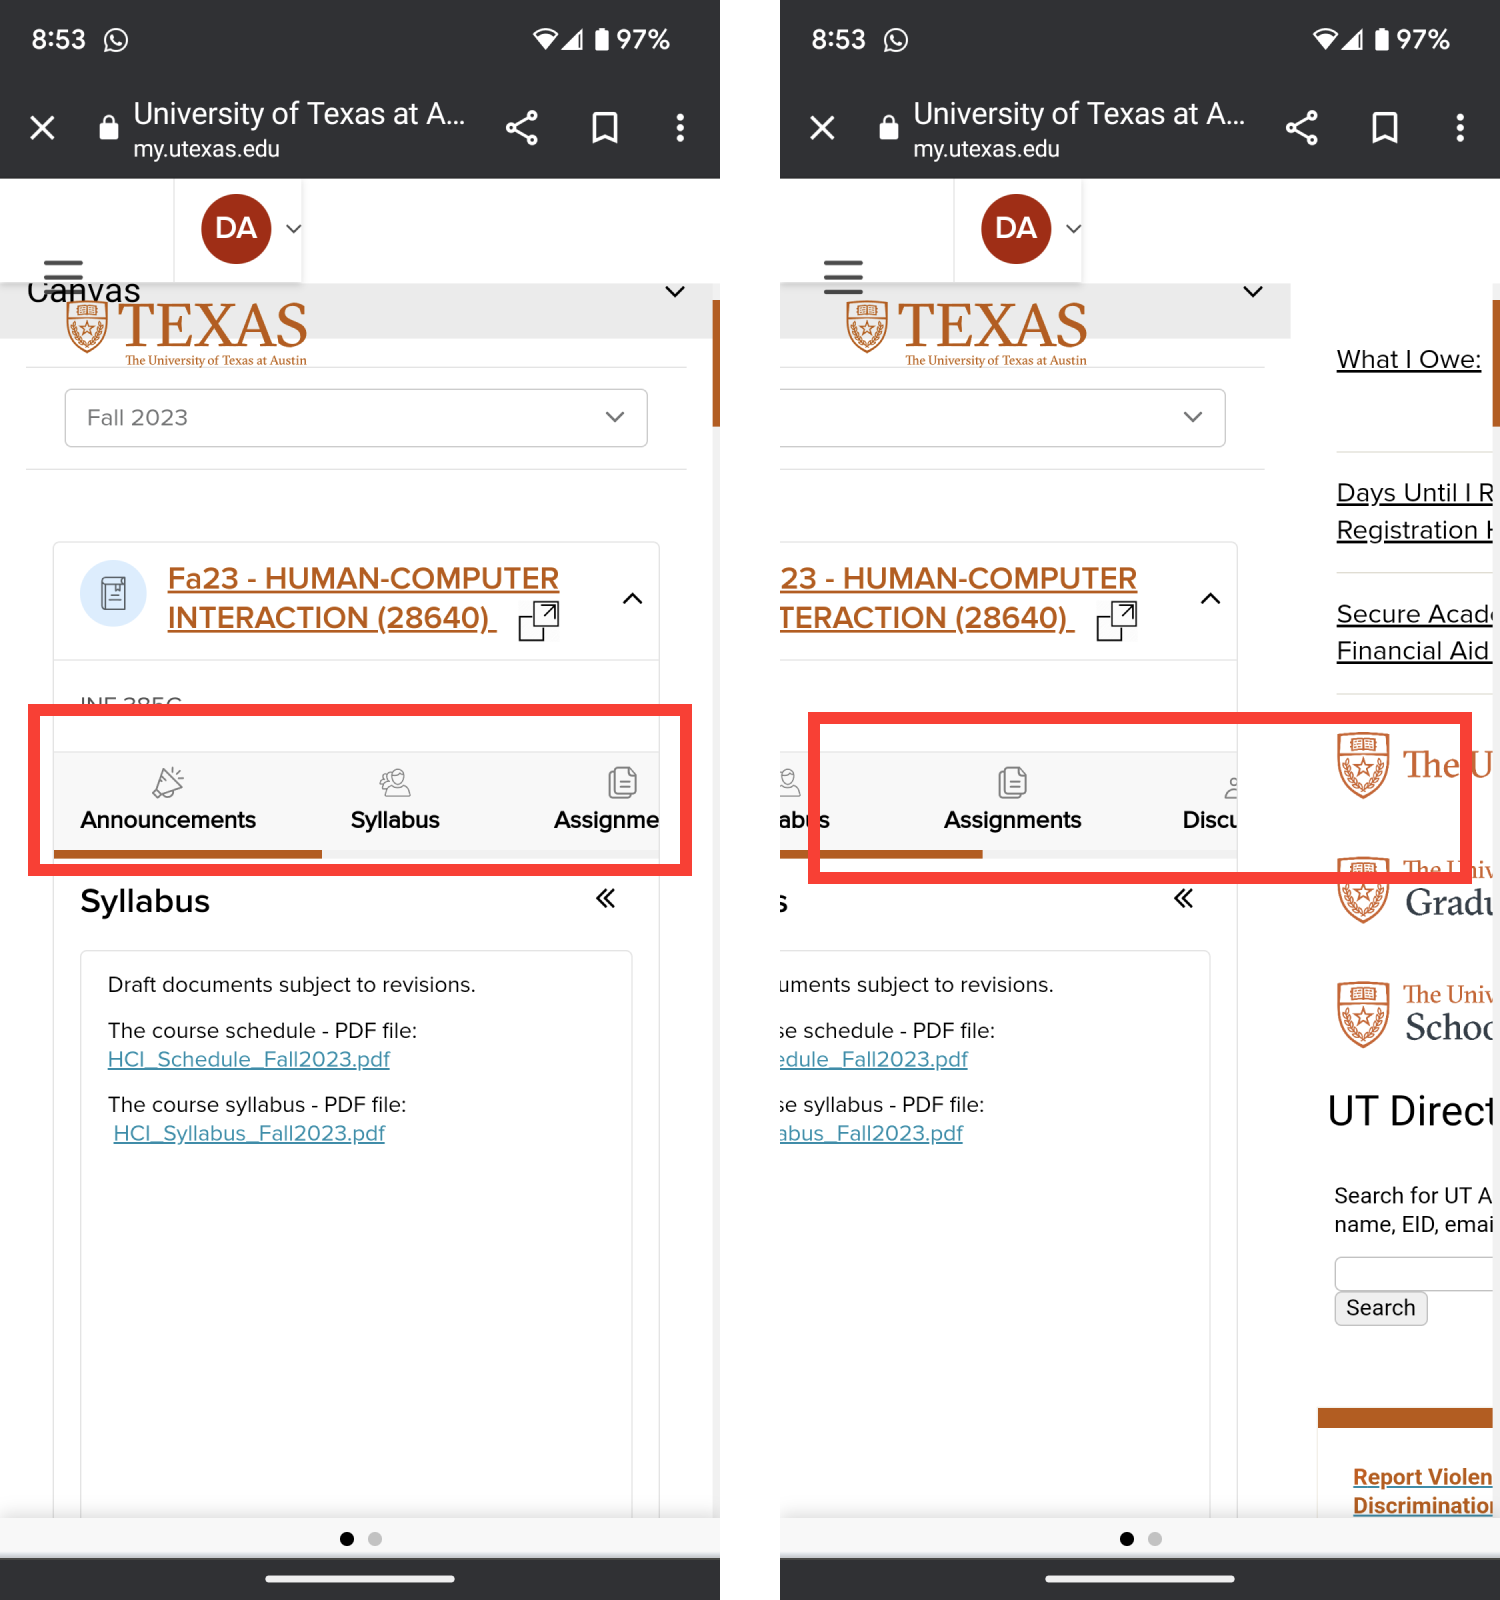 8:53
97%
University of Texas at A...
my.utexas.edu
DA
Canvas
TEXAS
The University of Texas at Austin
Fall 2023
Fa23 - HUMAN-COMPUTER
INTERACTION (28640)
INF 385C
Announcements
Syllabus
Assignme
Syllabus
Draft documents subject to revisions.
The course schedule - PDF file:
HCI_Schedule_Fall2023.pdf
The course syllabus - PDF file:
HCI_Syllabus_Fall2023.pdf
8:53
97%
University of Texas at A...
my.utexas.edu
DA
TEXAS
The University of Texas at Austin
23 - HUMAN-COMPUTER
TERACTION (28640)
abus
Assignments
Discu
s
uments subject to revisions.
se schedule - PDF file:
edule_Fall2023.pdf
se syllabus - PDF file:
abus_Fall2023.pdf
What I Owe:
Days Until I R
Registration H
Secure Acade
Financial Aid
The U
The Univ
Gradu
The Univ
Schoo
UT Direct
Search for UT A
name, EID, emai
Search
Report Violen
Discrimination